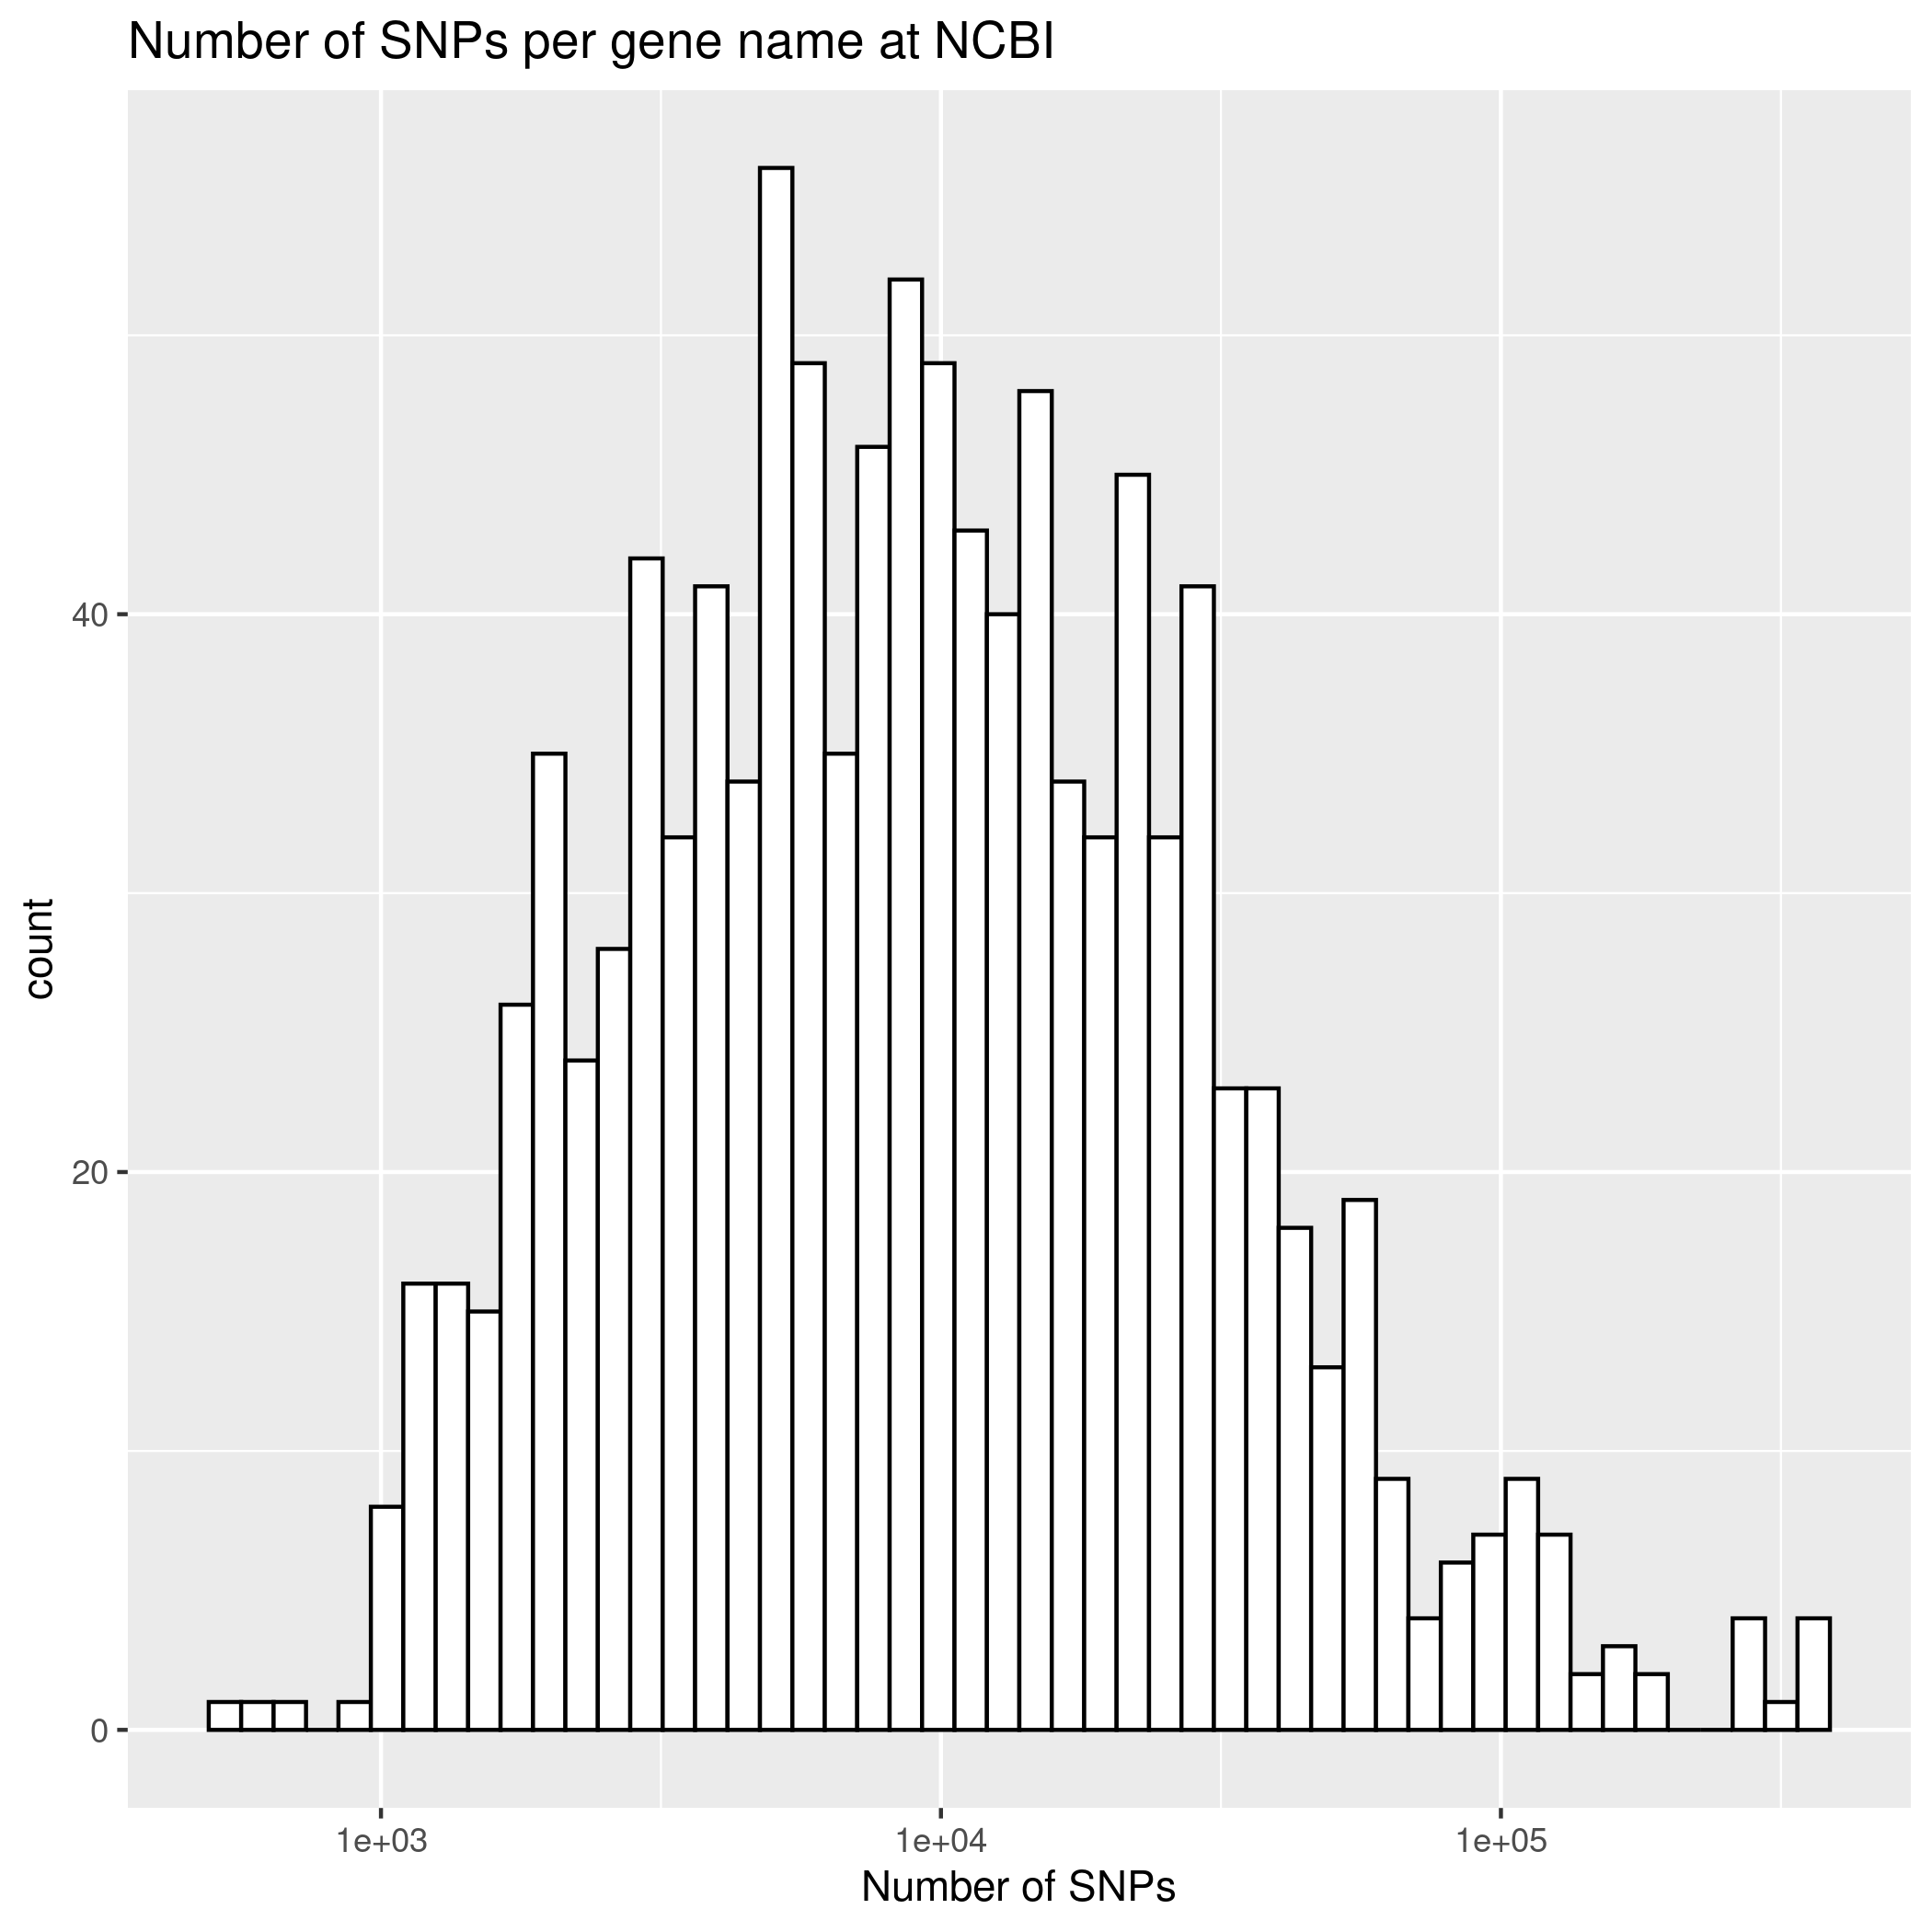 Number of SNPs per gene name at NCBI
count
40
20
0
1e+03
1e+04
1e+05
Number of SNPs